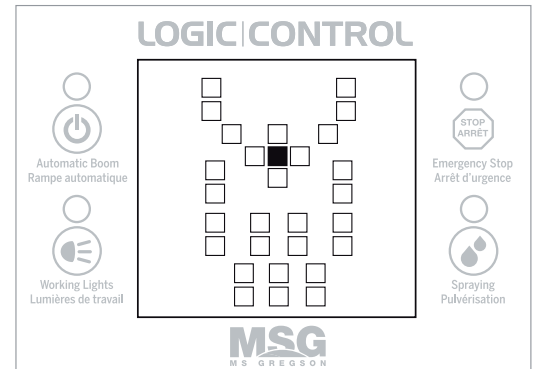 LOGIC|CONTROL
Automatic Boom
Rampe automatique
STOP
ARRÊT
Emergency Stop
Arrêt d'urgence
Working Lights
Lumières de travail
Spraying
Pulvérisation
MSG
MS GREGSON